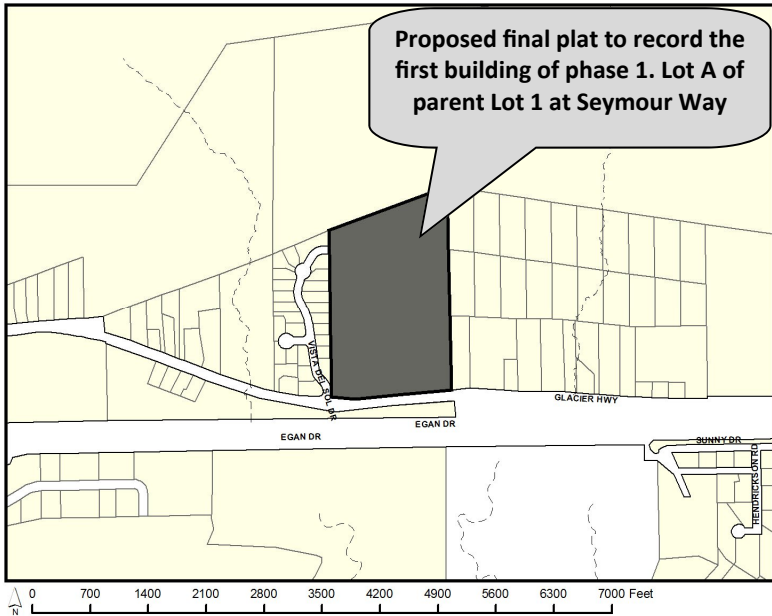 Proposed final plat to record the
first building of phase 1. Lot A of
parent Lot 1 at Seymour Way
VISTA DEL SOL DR
GLACIER HWY
EGAN DR
EGAN DR
SUNNY DR
HENDRICKSON RD
N
0 700 1400 2100 2800 3500 4200 4900 5600 6300 7000 Feet